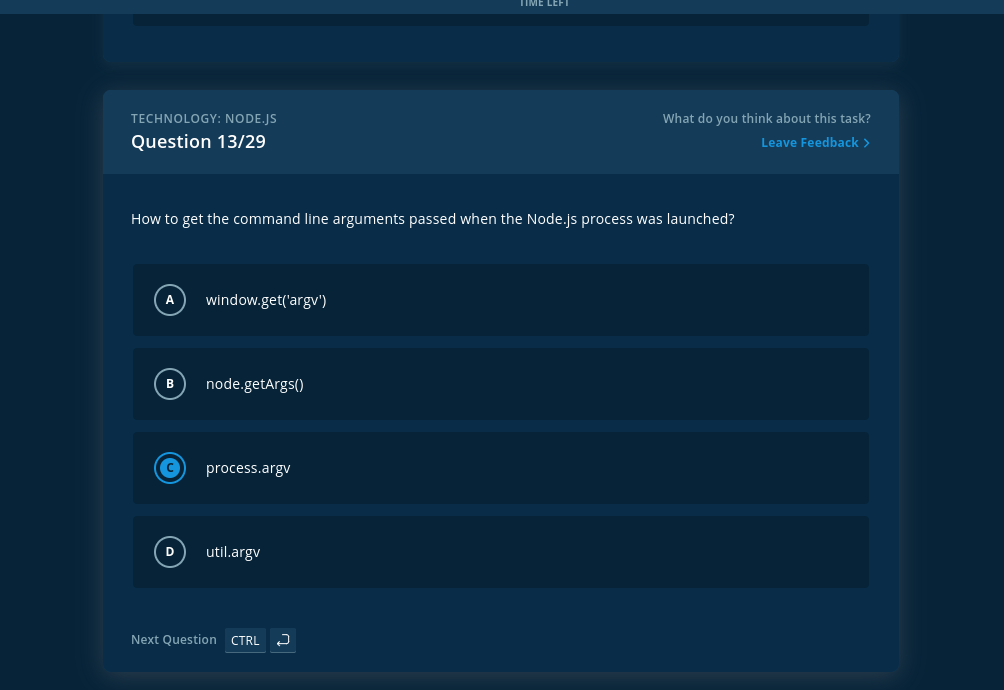 TIME LEFT
TECHNOLOGY: NODE.JS
What do you think about this task?
Question 13/29
Leave Feedback >
How to get the command line arguments passed when the Node.js process was launched?
A window.get('argv')
B node.getArgs()
C process.argv
D util.argv
Next Question CTRL